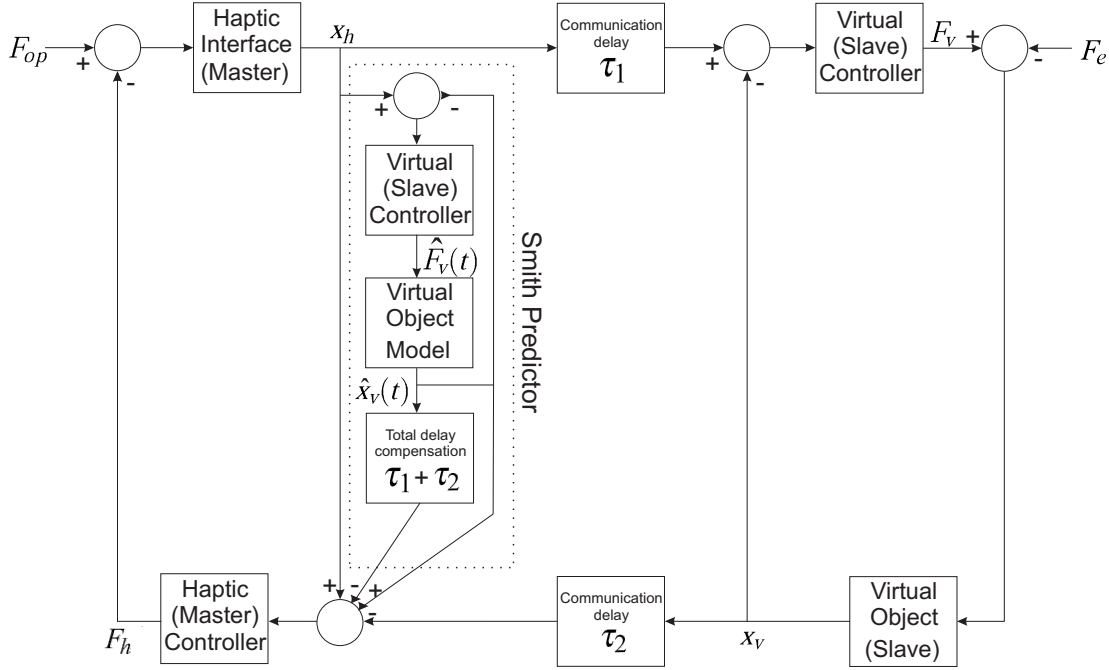 F_op
+
-
Haptic
Interface
(Master)
x_h
Communication
delay
τ1
+
-
Virtual
(Slave)
Controller
F_v
+
-
F_e
+
-
Virtual
(Slave)
Controller
F̂_v(t)
Virtual
Object
Model
x̂_v(t)
Total delay
compensation
τ1 + τ2
Smith Predictor
F_h
Haptic
(Master)
Controller
+
-
+
-
Communication
delay
τ2
x_v
Virtual
Object
(Slave)